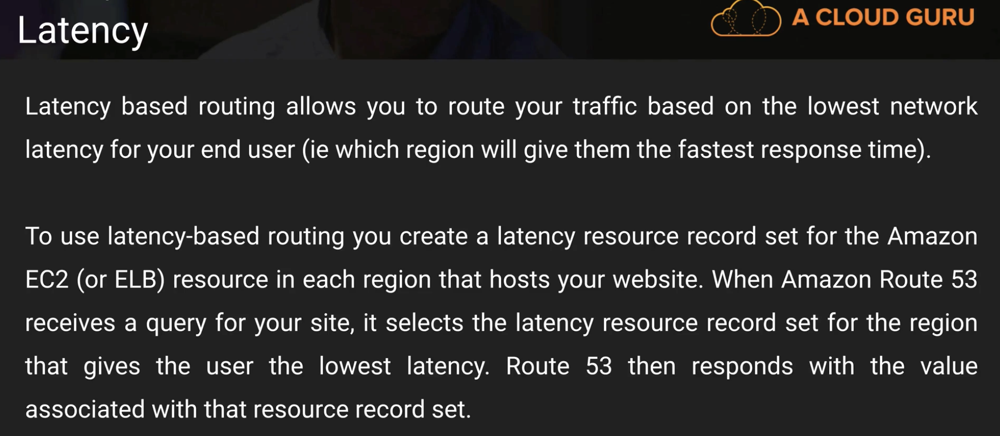 Latency
A CLOUD GURU
Latency based routing allows you to route your traffic based on the lowest network
latency for your end user (ie which region will give them the fastest response time).
To use latency-based routing you create a latency resource record set for the Amazon
EC2 (or ELB) resource in each region that hosts your website. When Amazon Route 53
receives a query for your site, it selects the latency resource record set for the region
that gives the user the lowest latency. Route 53 then responds with the value
associated with that resource record set.